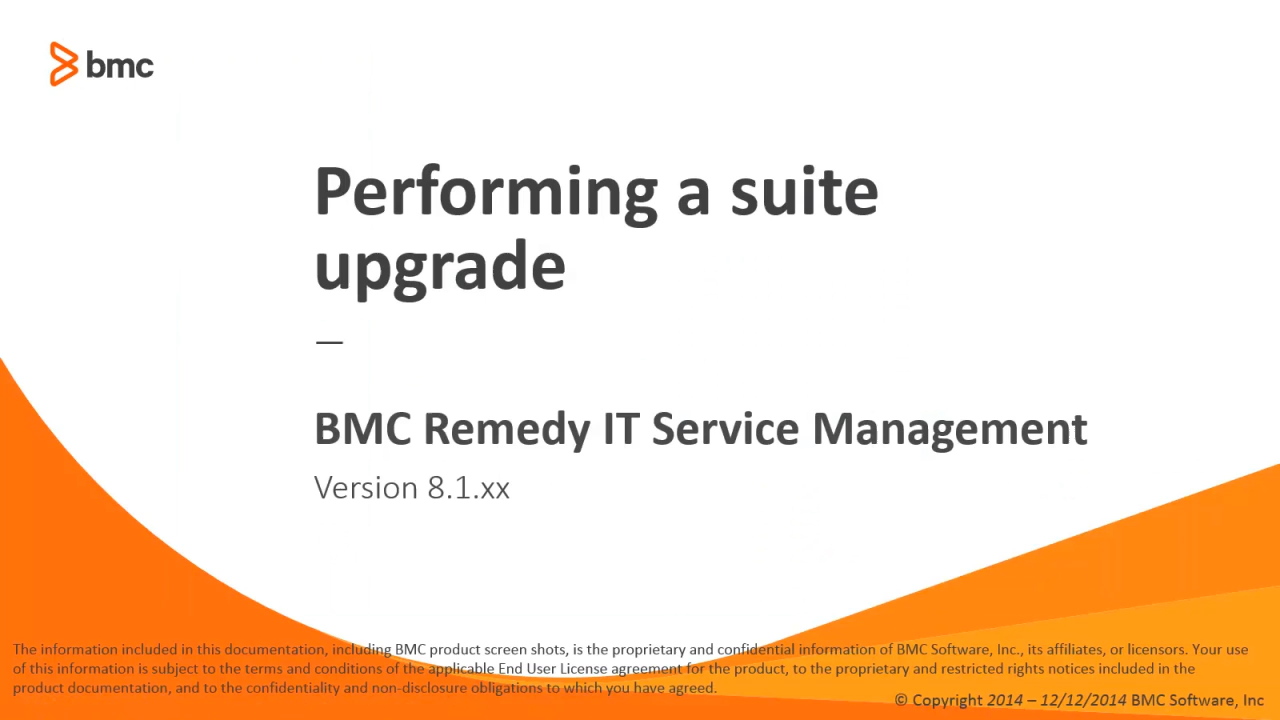 bmc
Performing a suite
upgrade
—
BMC Remedy IT Service Management
Version 8.1.xx
The information included in this documentation, including BMC product screen shots, is the proprietary and confidential information of BMC Software, Inc., its affiliates, or licensors. Your use
of this information is subject to the terms and conditions of the applicable End User License agreement for the product, to the proprietary and restricted rights notices included in the
product documentation, and to the confidentiality and non-disclosure obligations to which you have agreed.
© Copyright 2014 – 12/12/2014 BMC Software, Inc